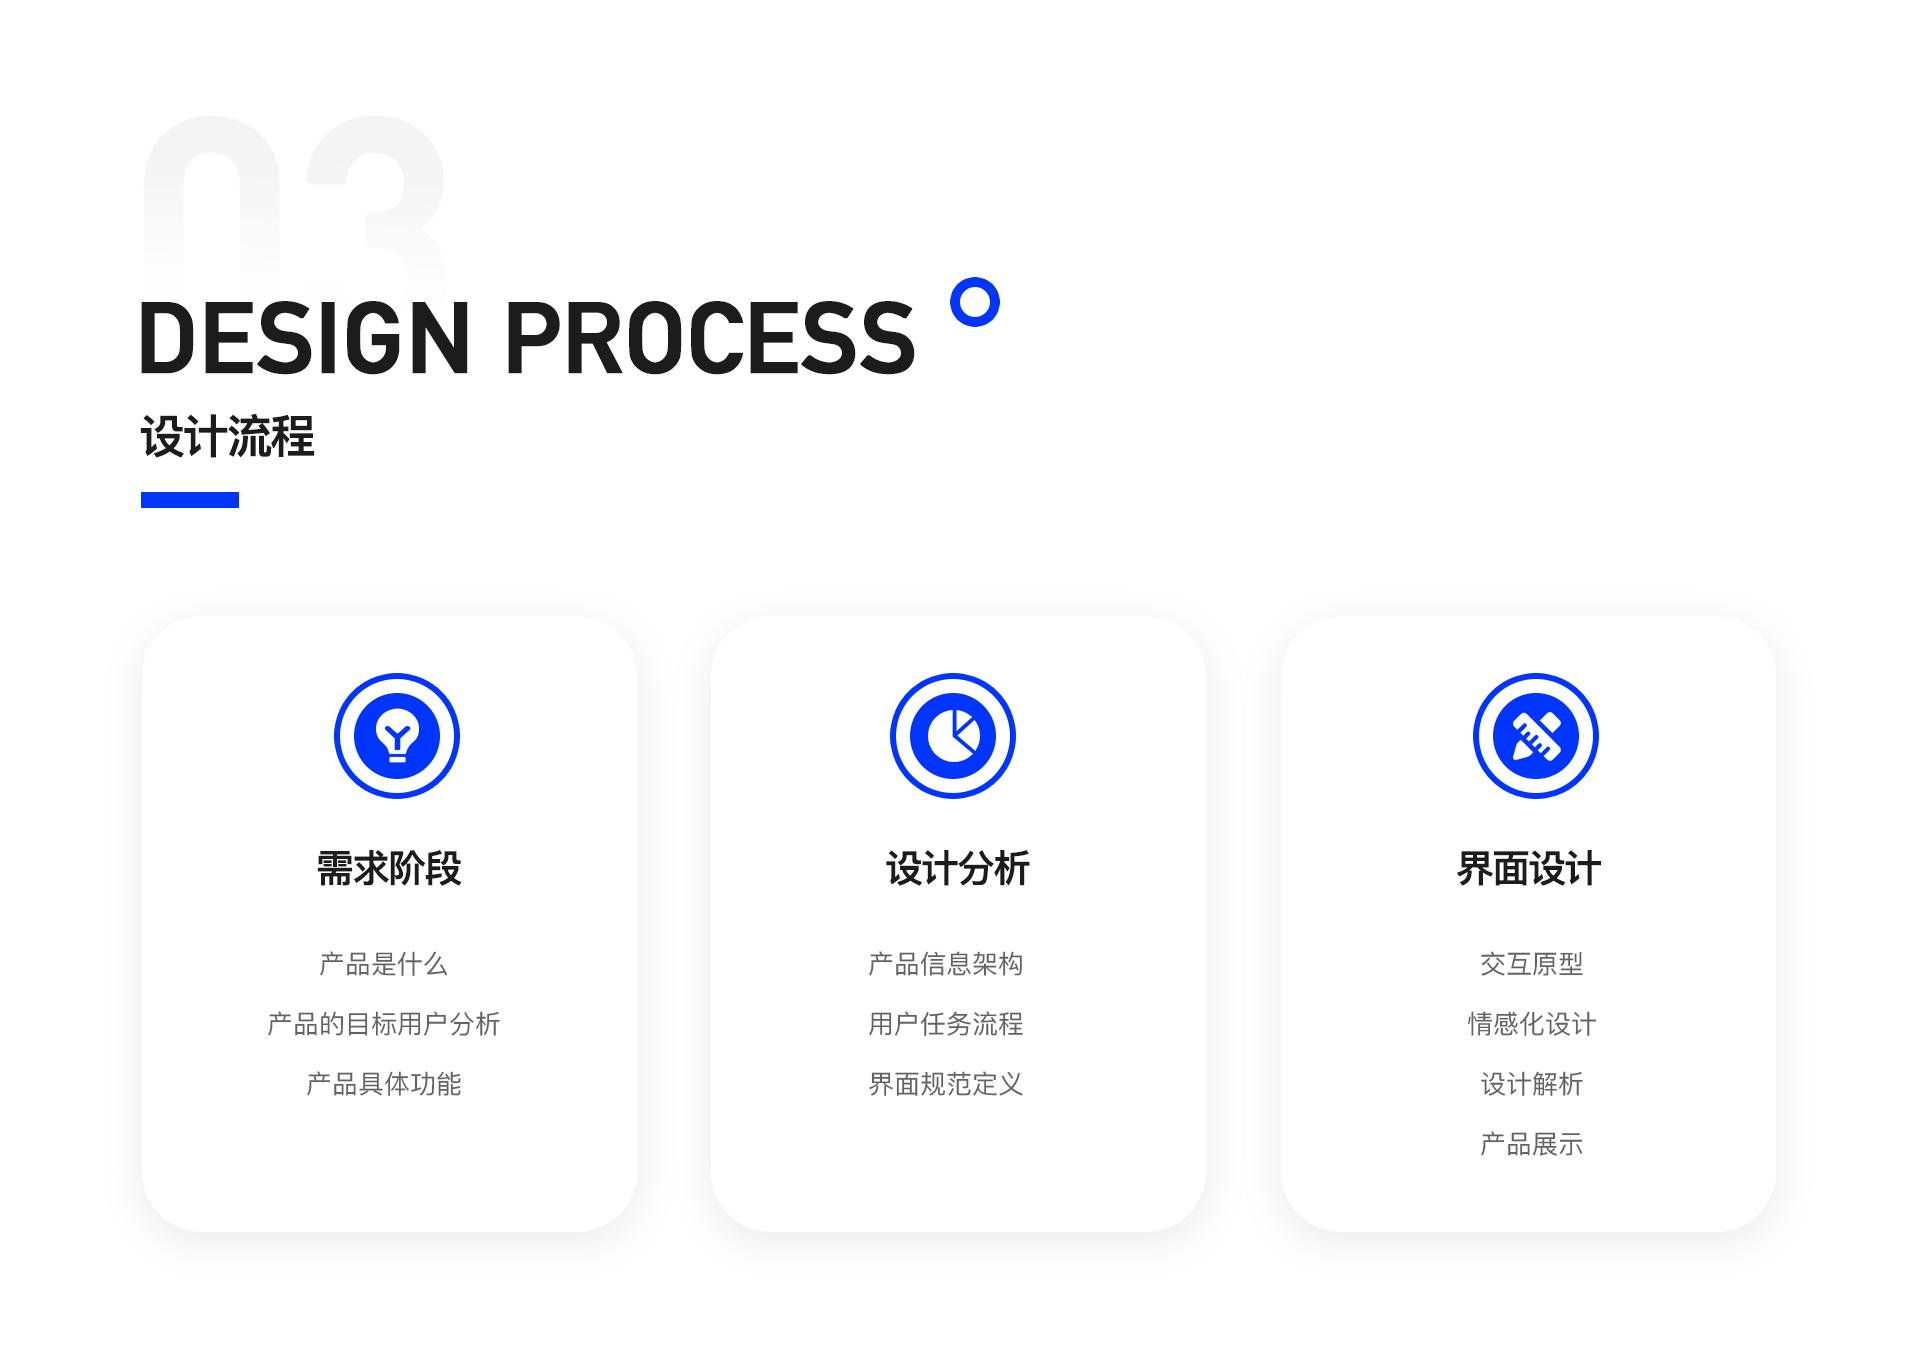 03
DESIGN PROCESS
设计流程
需求阶段
产品是什么
产品的目标用户分析
产品具体功能
设计分析
产品信息架构
用户任务流程
界面规范定义
界面设计
交互原型
情感化设计
设计解析
产品展示